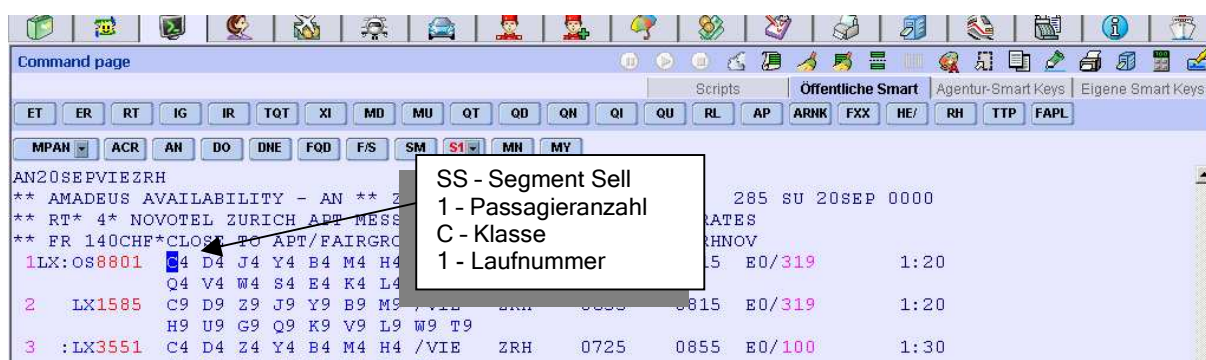 Command page
Scripts Öffentliche Smart Agentur-Smart Keys Eigene Smart Keys
ET ER RT IG IR TQT XI MD MU QT QD QN QI QU RL AP ARNK FXX HE/ RH TTP FAPL
MPAN ACR AN DO DNE FQD F/S SM S1 MN MY
AN20SEPVIEZRH
** AMADEUS AVAILABILITY - AN ** Z 285 SU 20SEP 0000
** RT* 4* NOVOTEL ZURICH APT MESS RATES
** FR 140CHF*CLOSE TO APT/FAIRGRO RHNOV
1LX:OS8801 C4 D4 J4 Y4 B4 M4 H4 15 E0/319 1:20
Q4 V4 W4 S4 E4 K4 L4
2 LX1585 C9 D9 Z9 J9 Y9 B9 M9 /VIE ZRH 0815 E0/319 1:20
H9 U9 G9 Q9 K9 V9 L9 W9 T9
3 :LX3551 C4 D4 Z4 Y4 B4 M4 H4 /VIE ZRH 0725 0855 E0/100 1:30
SS - Segment Sell
1 - Passagieranzahl
C - Klasse
1 - Laufnummer